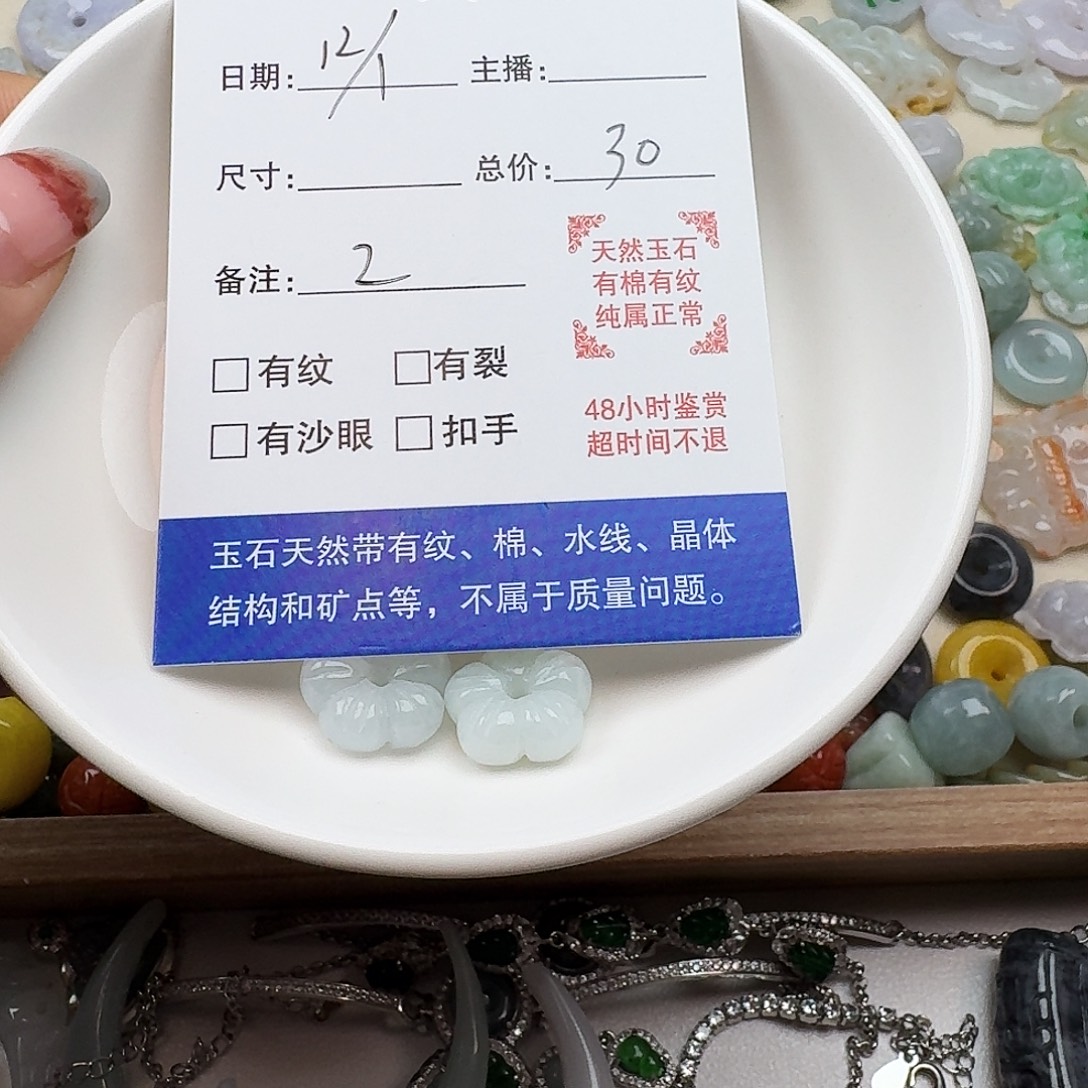 日期: 12/1 主播:
尺寸: 总价: 30
备注: 2
天然玉石
有棉有纹
纯属正常
□有纹 □有裂
□有沙眼 □扣手
48小时鉴赏
超时间不退
玉石天然带有纹、棉、水线、晶体
结构和矿点等，不属于质量问题。